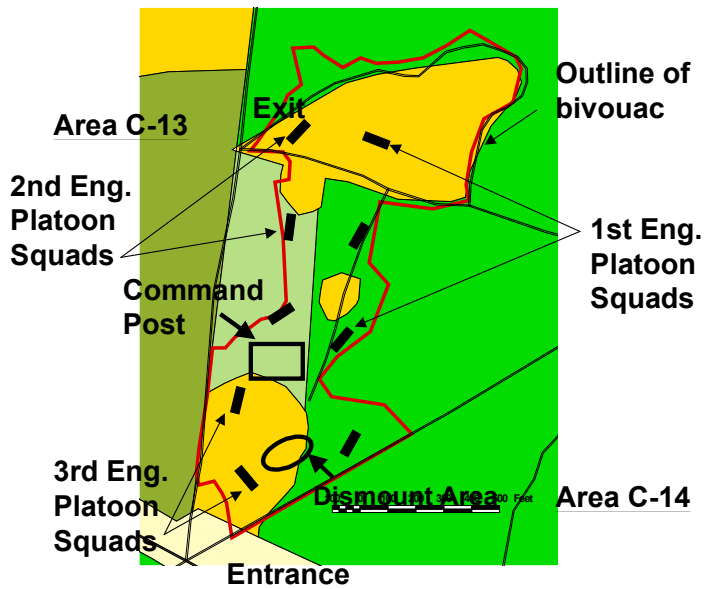 Outline of
bivouac
Exit
Area C-13
2nd Eng.
Platoon
Squads
1st Eng.
Platoon
Squads
Command
Post
3rd Eng.
Platoon
Squads
Dismount Area
Feet
Area C-14
Entrance